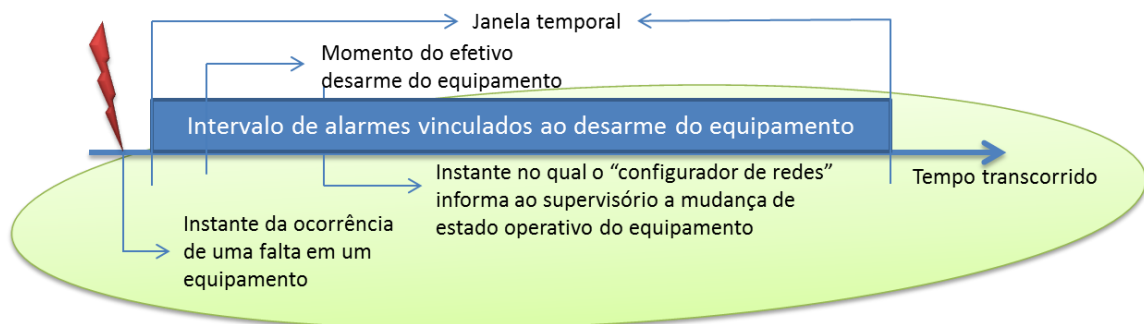 Janela temporal
Momento do efetivo
desarme do equipamento
Intervalo de alarmes vinculados ao desarme do equipamento
Instante no qual o “configurador de redes”
informa ao supervisório a mudança de
estado operativo do equipamento
Tempo transcorrido
Instante da ocorrência
de uma falta em um
equipamento